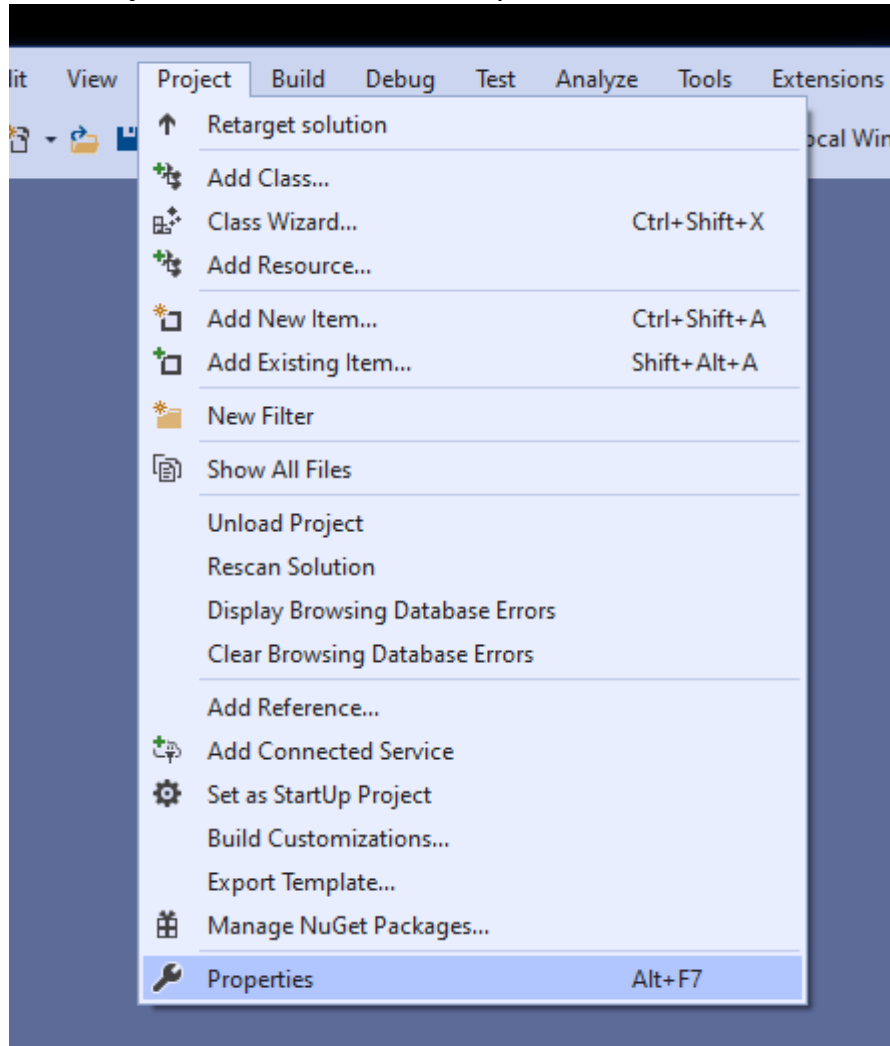 lit View Project Build Debug Test Analyze Tools Extensions
ocal Win
Retarget solution
Add Class...
Class Wizard... Ctrl+Shift+X
Add Resource...
Add New Item... Ctrl+Shift+A
Add Existing Item... Shift+Alt+A
New Filter
Show All Files
Unload Project
Rescan Solution
Display Browsing Database Errors
Clear Browsing Database Errors
Add Reference...
Add Connected Service
Set as StartUp Project
Build Customizations...
Export Template...
Manage NuGet Packages...
Properties Alt+F7